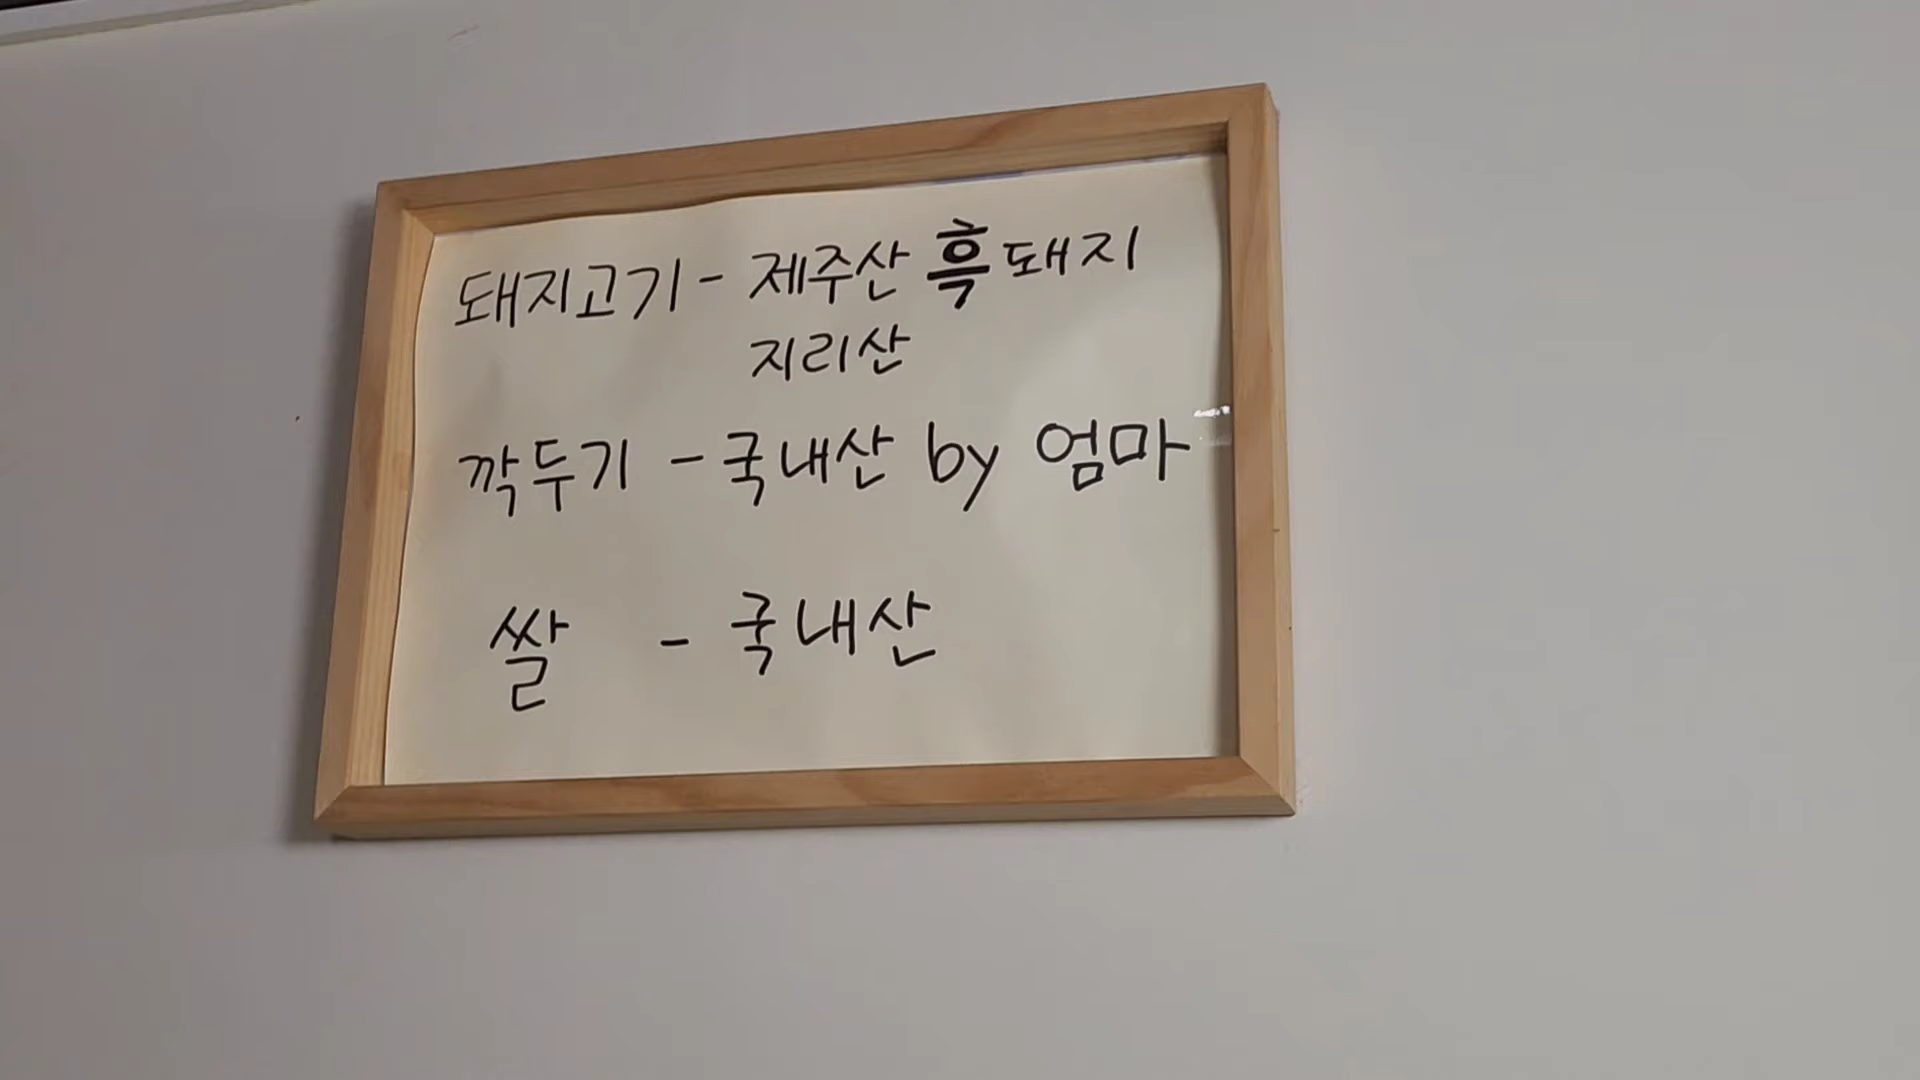 돼지고기 - 제주산 흑돼지
지리산
깍두기 - 국내산 by 엄마
쌀 - 국내산